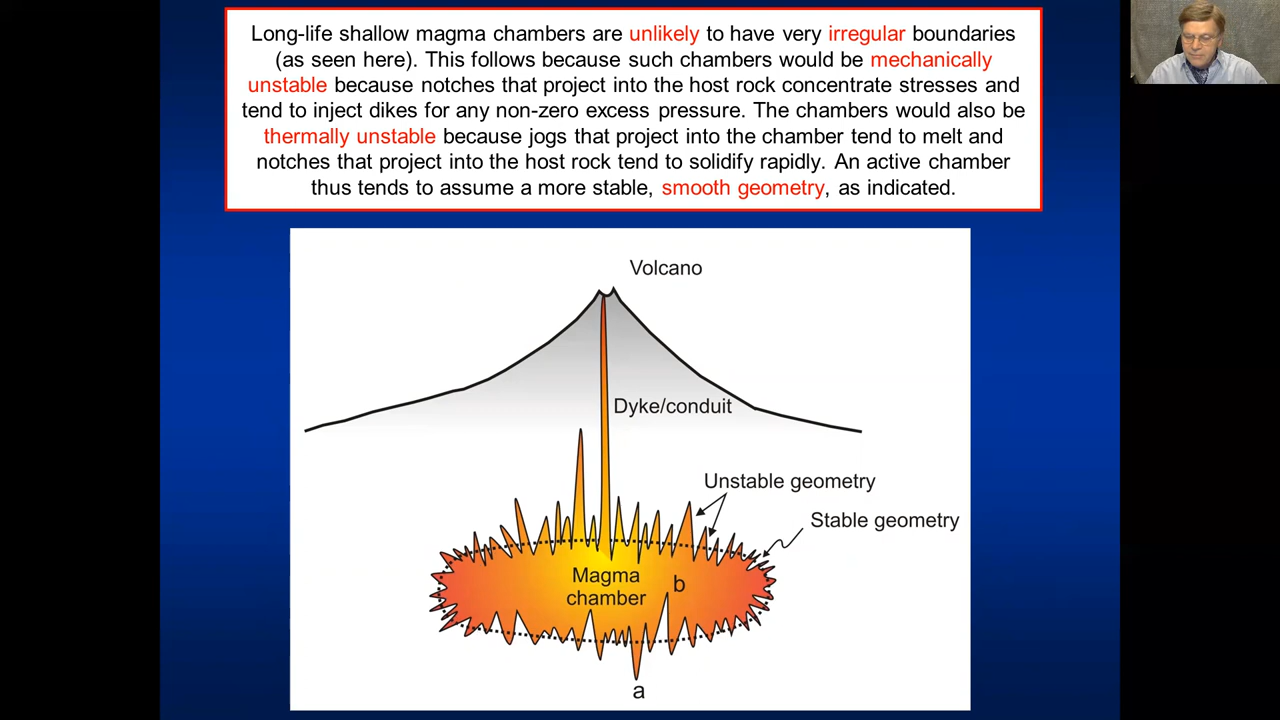 Long-life shallow magma chambers are unlikely to have very irregular boundaries
(as seen here). This follows because such chambers would be mechanically
unstable because notches that project into the host rock concentrate stresses and
tend to inject dikes for any non-zero excess pressure. The chambers would also be
thermally unstable because jogs that project into the chamber tend to melt and
notches that project into the host rock tend to solidify rapidly. An active chamber
thus tends to assume a more stable, smooth geometry, as indicated.
Volcano
Dyke/conduit
Unstable geometry
Stable geometry
Magma
chamber
b
a